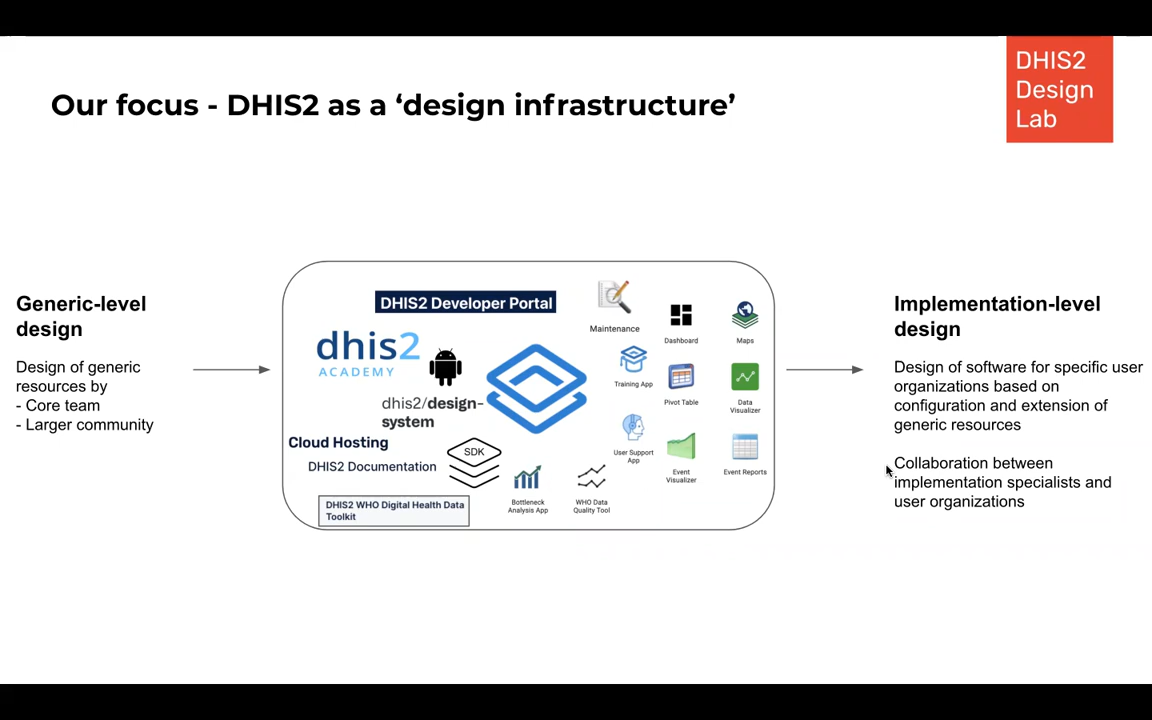 DHIS2
Design
Lab
Our focus - DHIS2 as a ‘design infrastructure’
Generic-level
design
Design of generic
resources by
- Core team
- Larger community
DHIS2 Developer Portal
dhis2
ACADEMY
dhis2/design-
system
Cloud Hosting
DHIS2 Documentation
SDK
DHIS2 WHO Digital Health Data
Toolkit
Maintenance
Dashboard
Maps
Training App
Pivot Table
Data
Visualizer
User Support
App
Event
Visualizer
Event Reports
Bottleneck
Analysis App
WHO Data
Quality Tool
Implementation-level
design
Design of software for specific user
organizations based on
configuration and extension of
generic resources
Collaboration between
implementation specialists and
user organizations